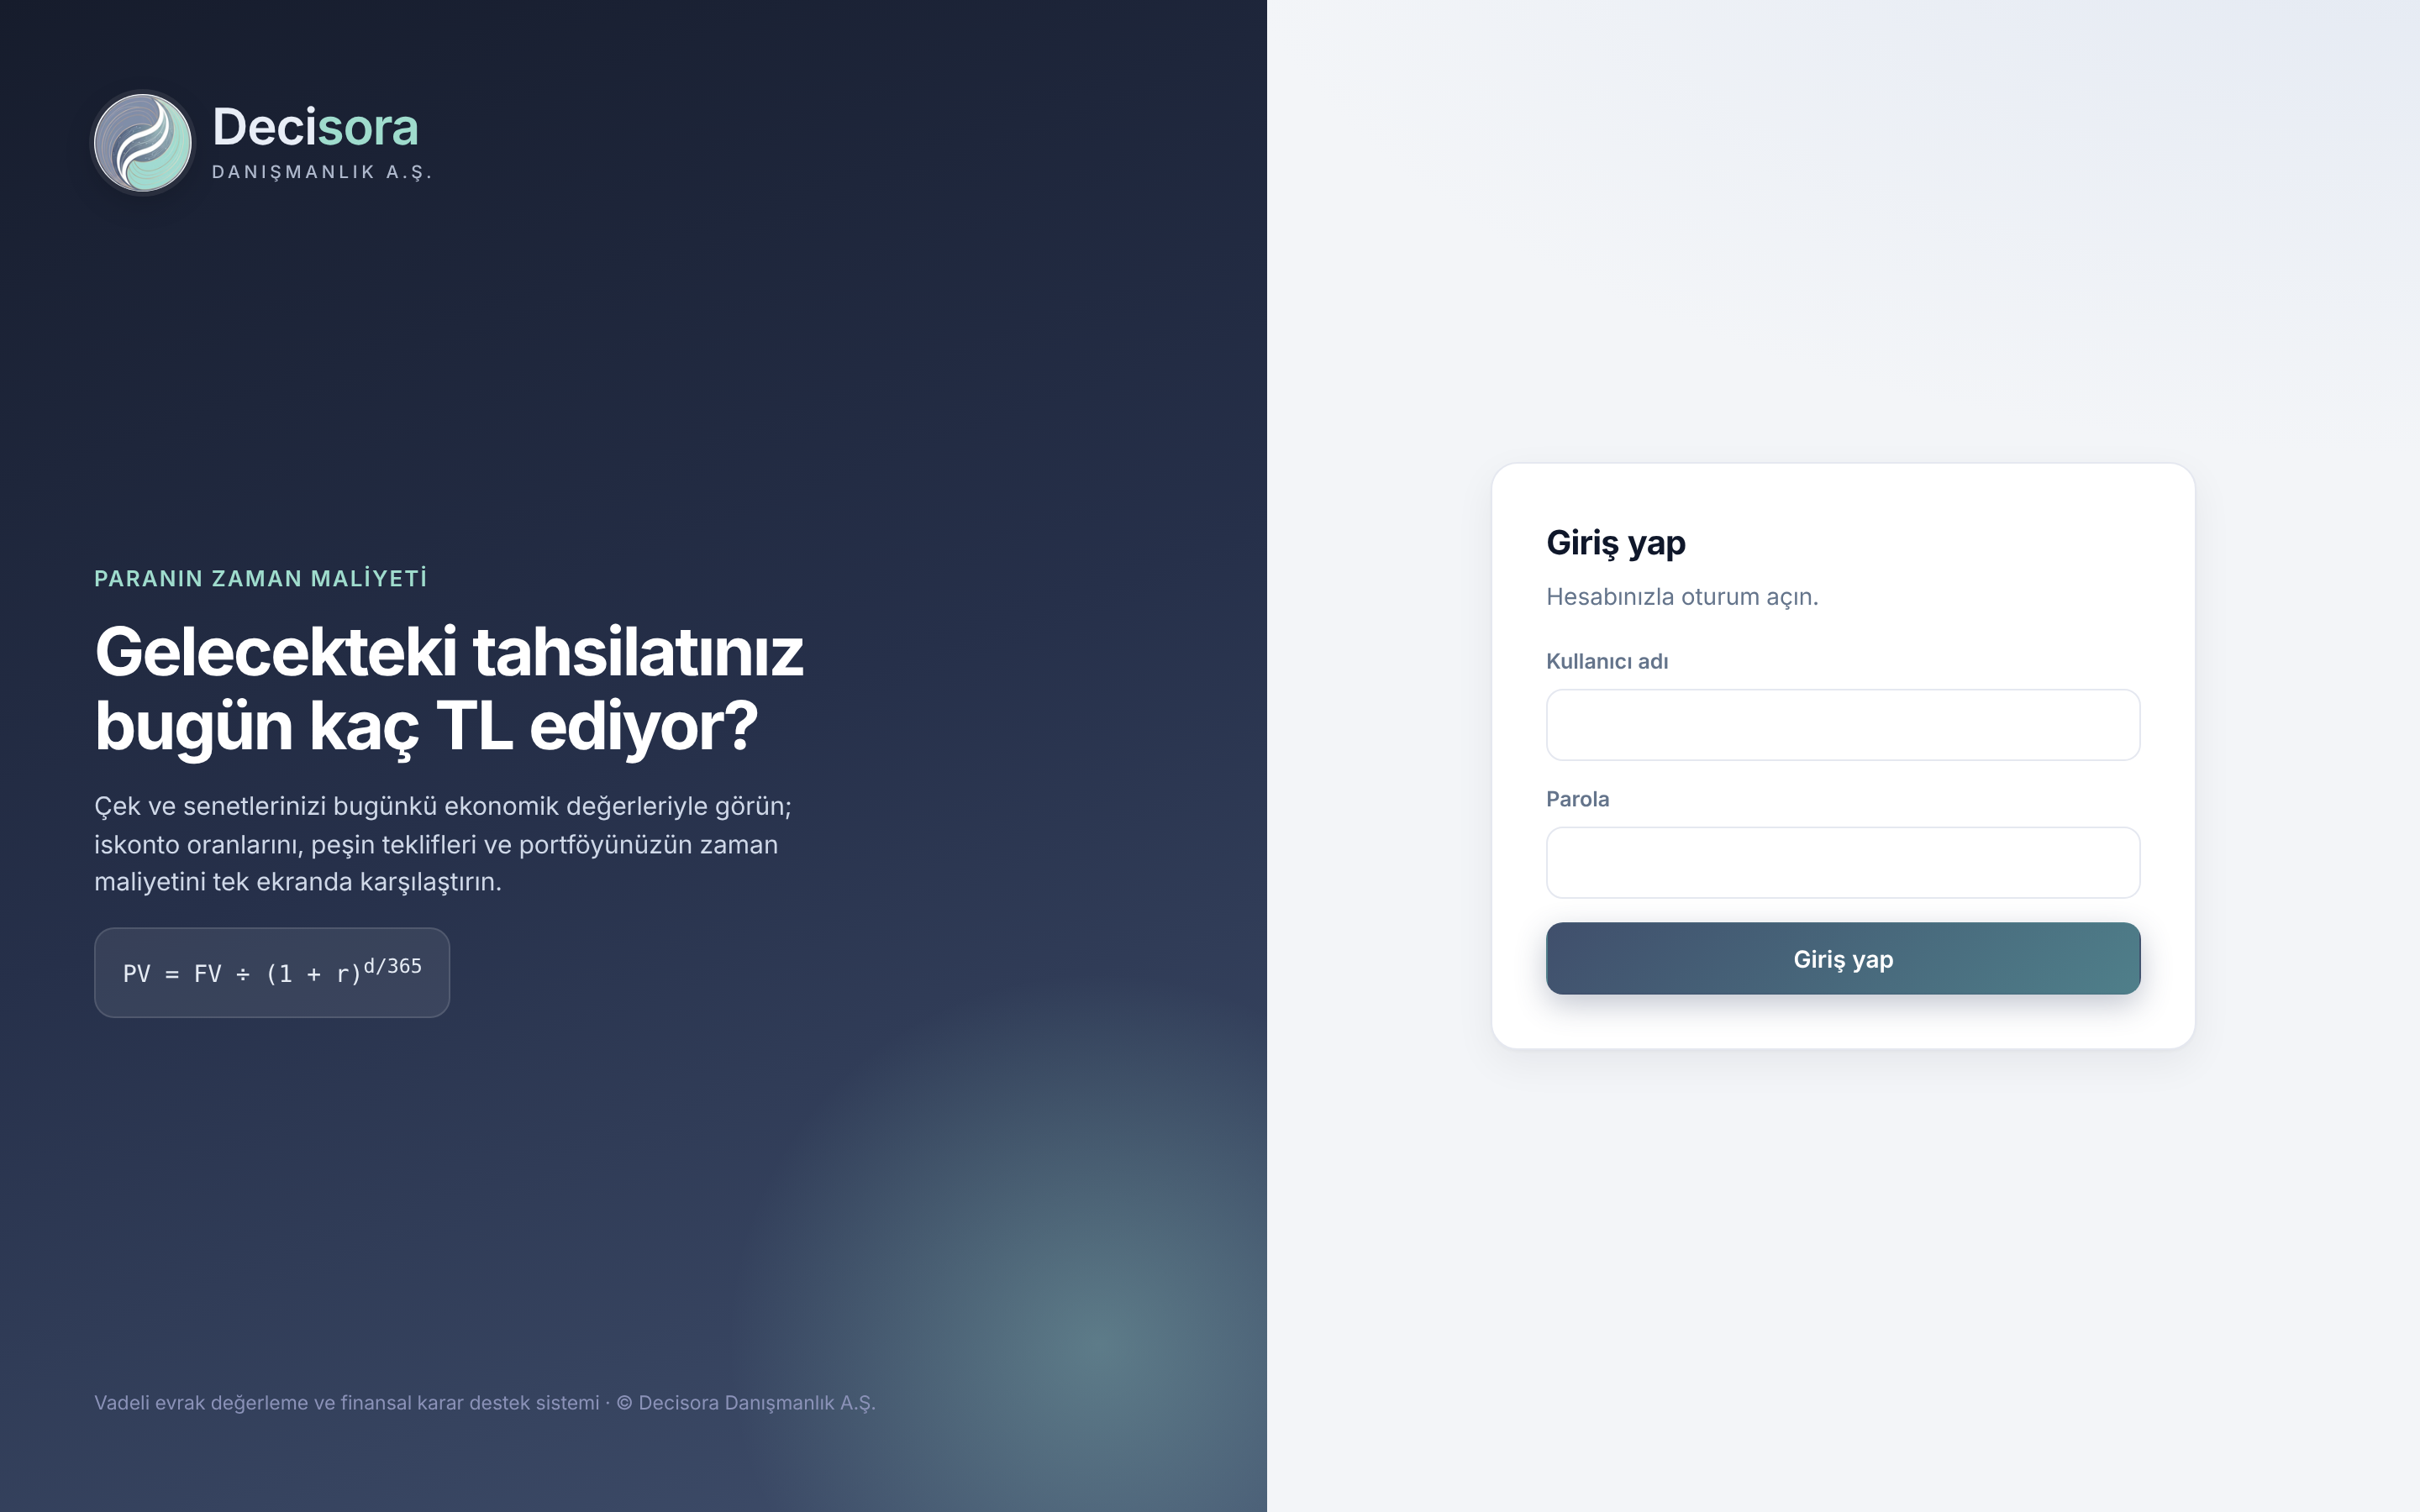 Decisora
DANIŞMANLIK A.Ş.
PARANIN ZAMAN MALİYETİ
Gelecekteki tahsilatınız
bugün kaç TL ediyor?
Çek ve senetlerinizi bugünkü ekonomik değerleriyle görün;
iskonto oranlarını, peşin teklifleri ve portföyünüzün zaman
maliyetini tek ekranda karşılaştırın.
PV = FV ÷ (1 + r)^d/365
Vadeli evrak değerleme ve finansal karar destek sistemi · © Decisora Danışmanlık A.Ş.
Giriş yap
Hesabınızla oturum açın.
Kullanıcı adı
Parola
Giriş yap